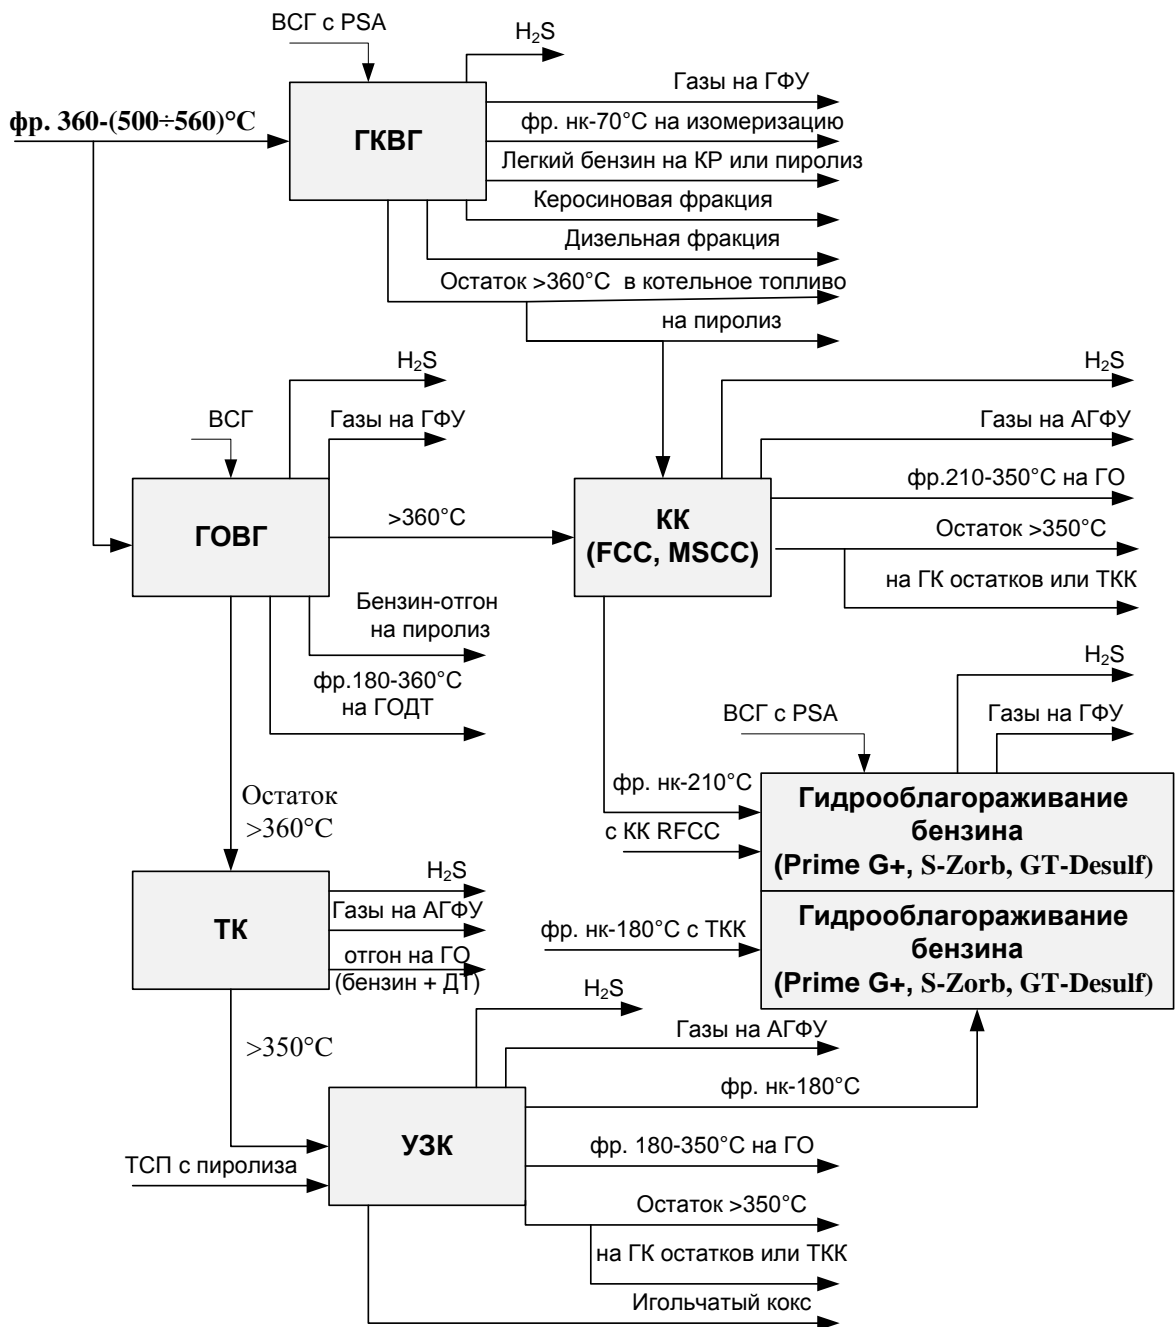 ВСГ с PSA
H₂S
Газы на ГФУ
фр. 360-(500÷560)°С
ГКВГ
фр. нк-70°С на изомеризацию
Легкий бензин на КР или пиролиз
Керосиновая фракция
Дизельная фракция
Остаток >360°С в котельное топливо
на пиролиз
H₂S
ВСГ
Газы на ГФУ
H₂S
Газы на АГФУ
ГОВГ
>360°С
КК
(FCC, MSCC)
фр.210-350°С на ГО
Остаток >350°С
на ГК остатков или ТКК
Бензин-отгон
на пиролиз
фр.180-360°С
на ГОДТ
H₂S
ВСГ с PSA
Газы на ГФУ
фр. нк-210°С
с КК RFCC
Гидрооблагораживание
бензина
(Prime G+, S-Zorb, GT-Desulf)
Остаток
>360°С
ТК
H₂S
Газы на АГФУ
отгон на ГО
(бензин + ДТ)
фр. нк-180°С с ТКК
Гидрооблагораживание
бензина
(Prime G+, S-Zorb, GT-Desulf)
>350°С
H₂S
Газы на АГФУ
фр. нк-180°С
УЗК
ТСП с пиролиза
фр. 180-350°С на ГО
Остаток >350°С
на ГК остатков или ТКК
Игольчатый кокс